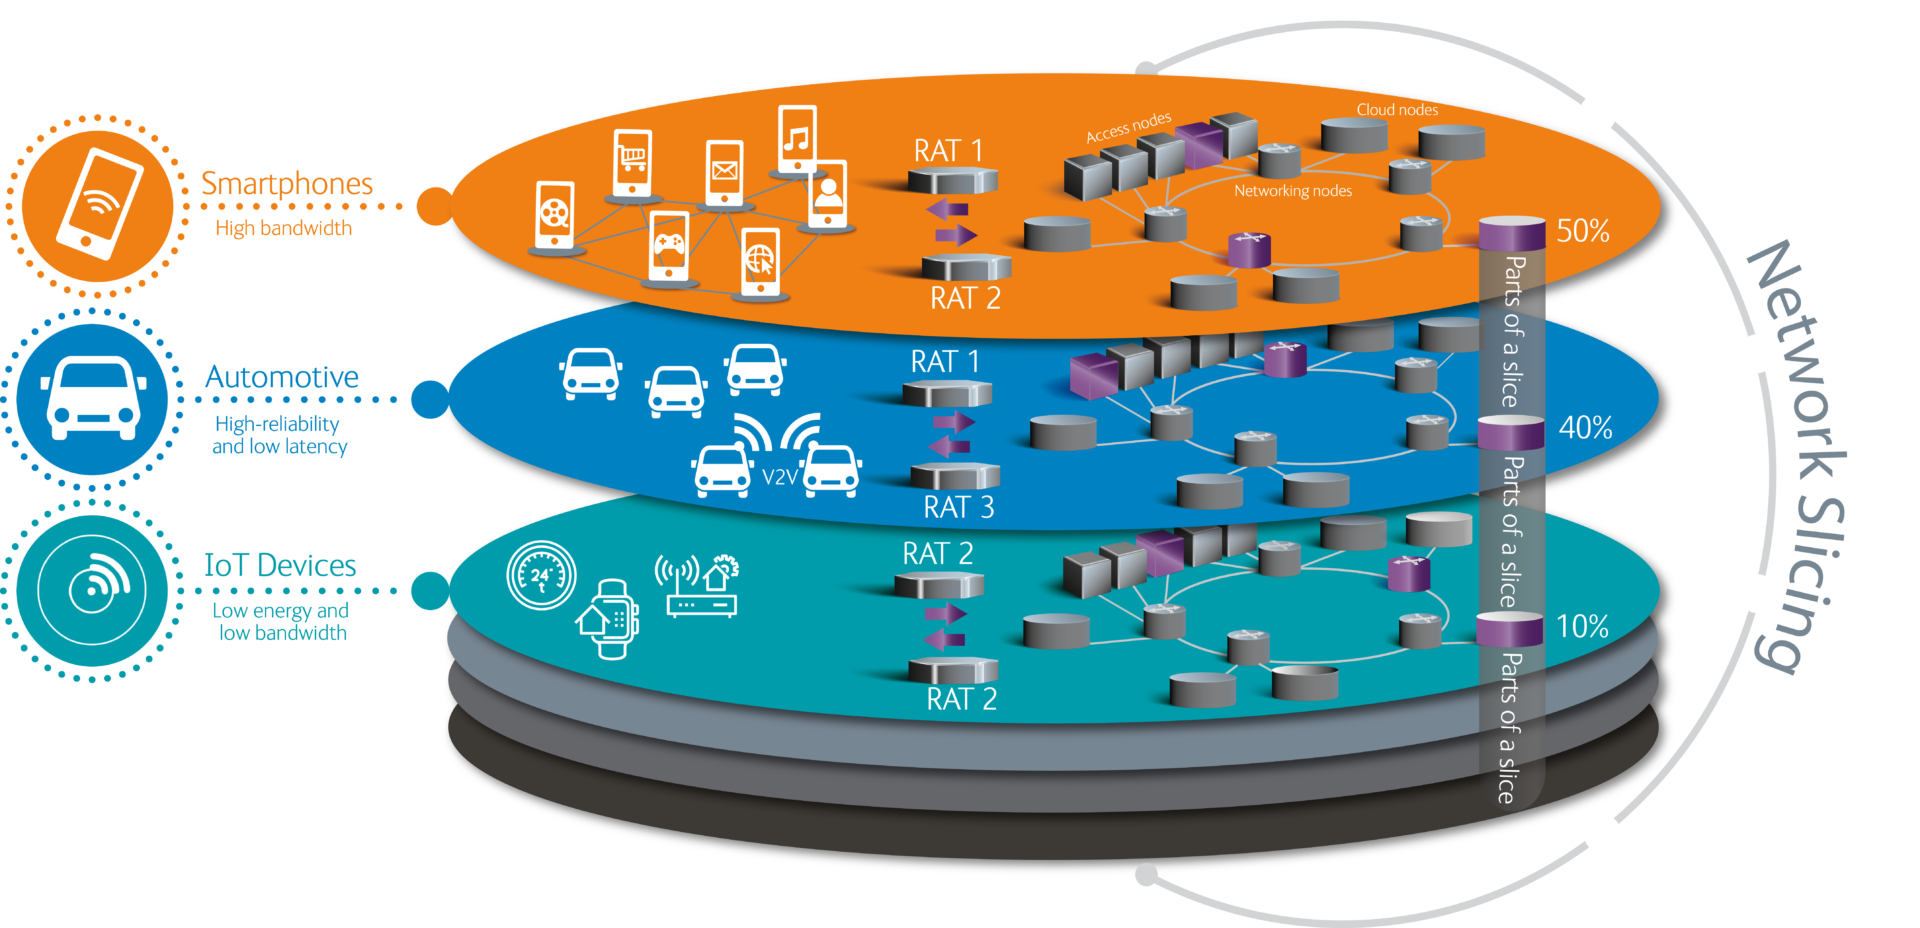 Smartphones
High bandwidth
RAT 1
RAT 2
Access nodes
Cloud nodes
Networking nodes
50%
Parts of a slice
Automotive
High-reliability
and low latency
V2V
RAT 1
RAT 3
40%
Parts of a slice
IoT Devices
Low energy and
low bandwidth
24°
t
RAT 2
RAT 2
10%
Parts of a slice
Network Slicing